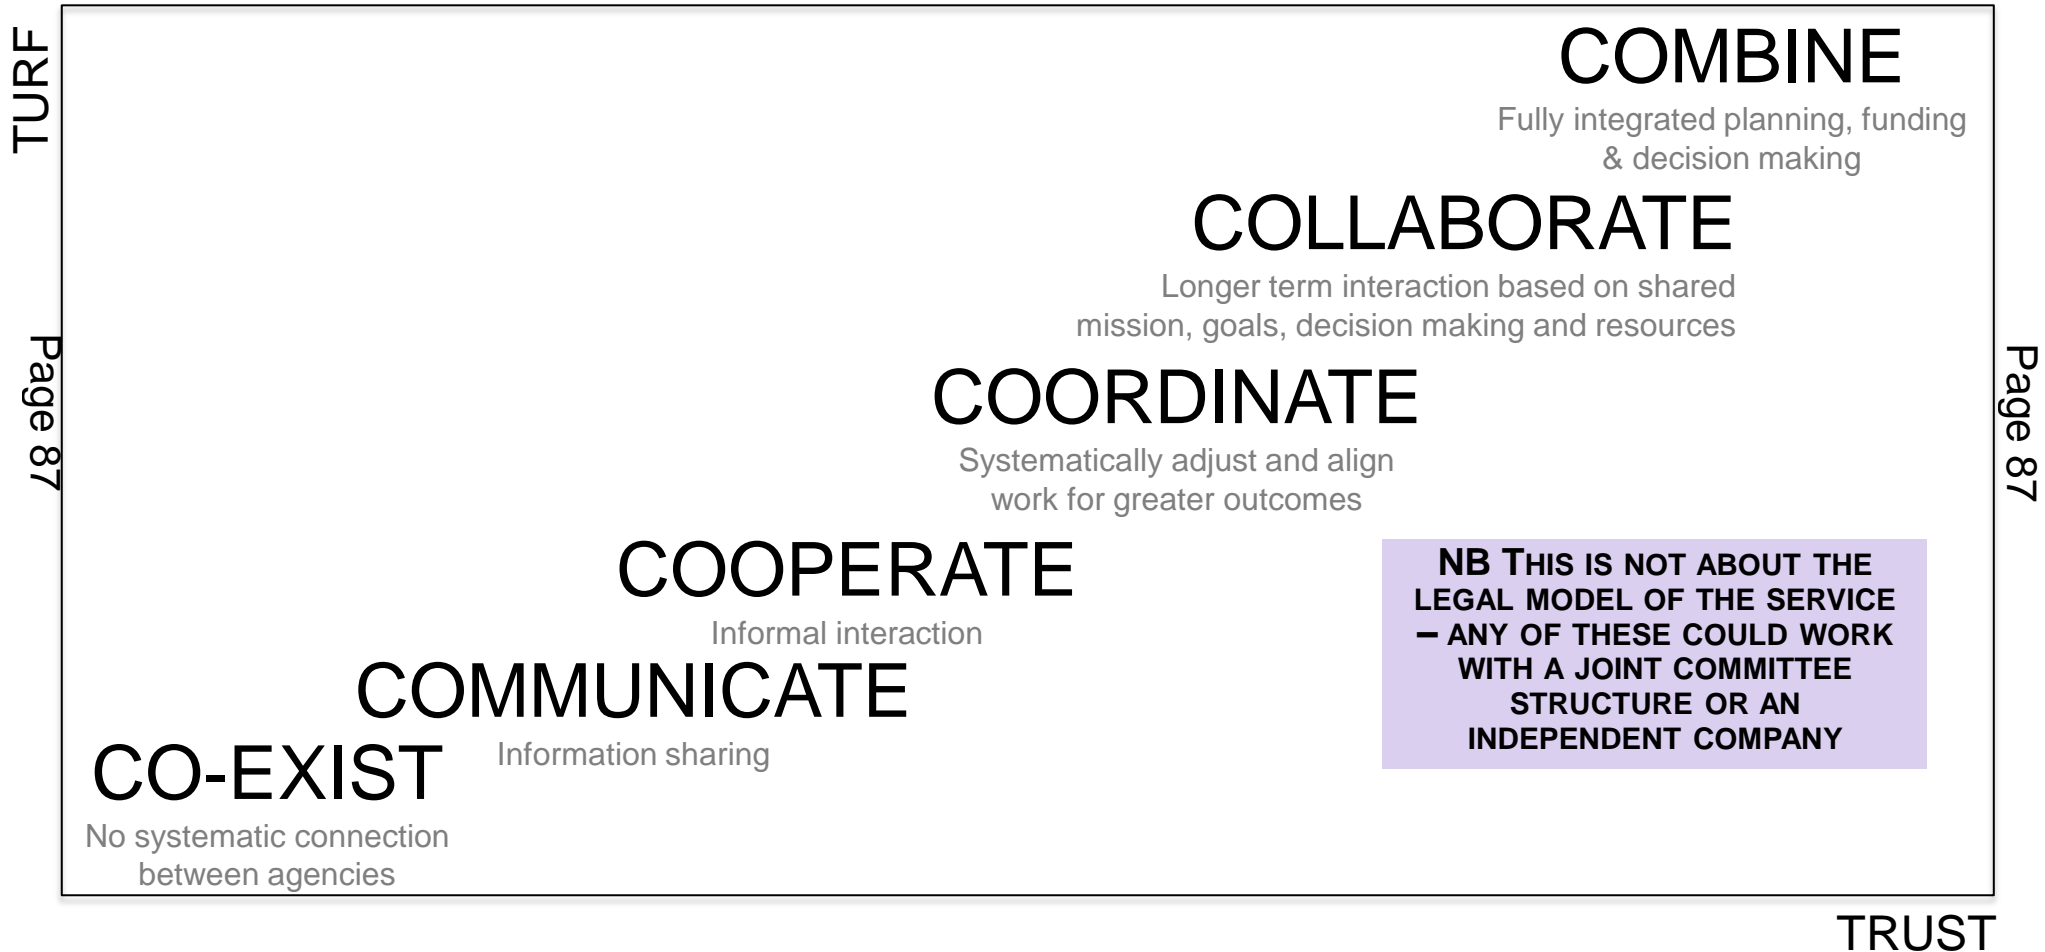 TURF
COMBINE
Fully integrated planning, funding
& decision making
COLLABORATE
Longer term interaction based on shared
mission, goals, decision making and resources
Page 87
Page 87
COORDINATE
Systematically adjust and align
work for greater outcomes
COOPERATE
Informal interaction
NB THIS IS NOT ABOUT THE
LEGAL MODEL OF THE SERVICE
– ANY OF THESE COULD WORK
WITH A JOINT COMMITTEE
STRUCTURE OR AN
INDEPENDENT COMPANY
COMMUNICATE
Information sharing
CO-EXIST
No systematic connection
between agencies
TRUST